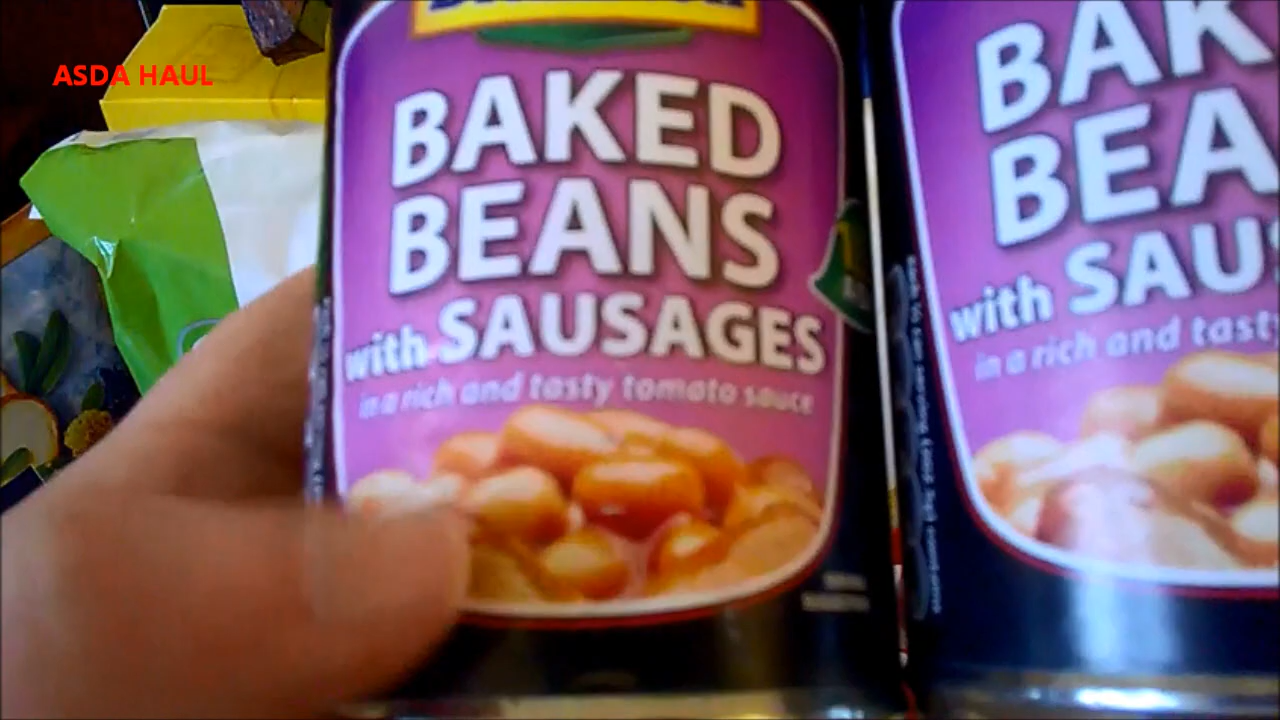 ASDA HAUL
BAKED
BEANS
with SAUSAGES
in a rich and tasty tomato sauce
BAK
BEA
with SAUS
in a rich and tasty